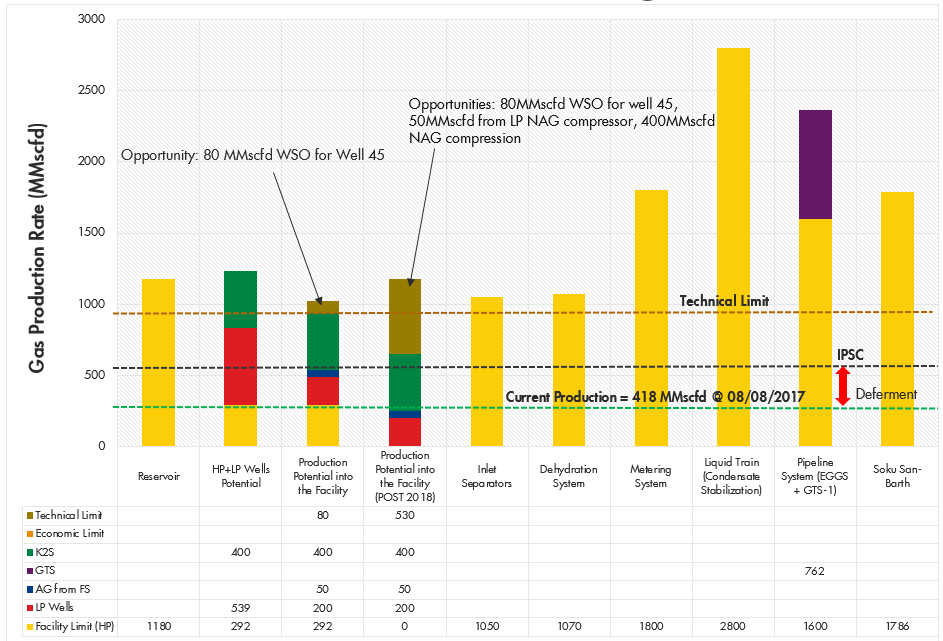 3000
2500
2000
1500
1000
500
0
Gas Production Rate (MMscfd)
Opportunity: 80 MMscfd WSO for Well 45
Opportunities: 80MMscfd WSO for well 45,
50MMscfd from LP NAG compressor, 400MMscfd
NAG compression
Technical Limit
IPSC
Deferment
Current Production = 418 MMscfd @ 08/08/2017
Reservoir
HP+LP Wells
Potential
Production
Potential into
the Facility
Production
Potential into
the Facility
(POST 2018)
Inlet
Separators
Dehydration
System
Metering
System
Liquid Train
(Condensate
Stabilization)
Pipeline
System (EGGS
+ GTS-1)
Soku San-
Barth
Technical Limit 80 530
Economic Limit
K2S 400 400 400
GTS 762
AG from FS 50 50
LP Wells 539 200 200
Facility Limit (HP) 1180 292 292 0 1050 1070 1800 2800 1600 1786